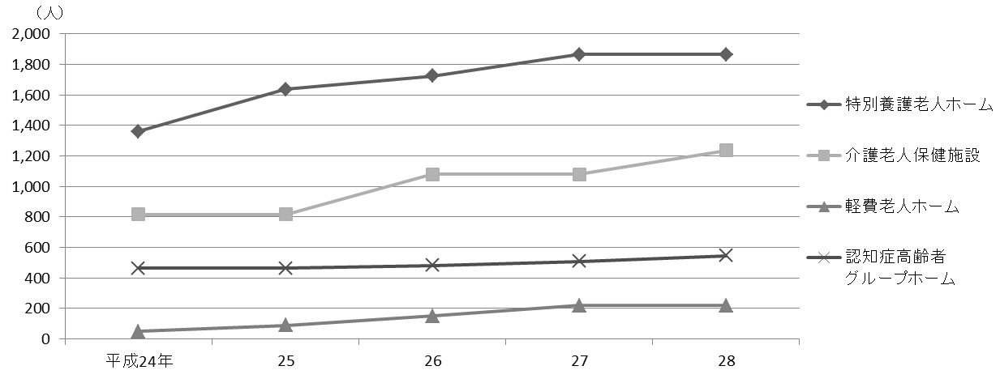 （人）
2,000
1,800
1,600
1,400
1,200
1,000
800
600
400
200
0
平成24年
25
26
27
28
特別養護老人ホーム
介護老人保健施設
軽費老人ホーム
認知症高齢者
グループホーム